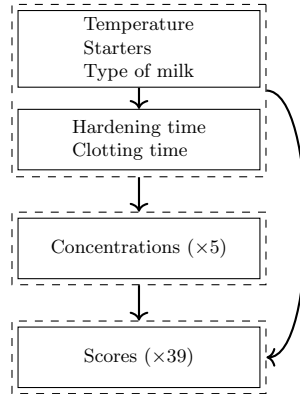 Temperature
Starters
Type of milk
Hardening time
Clotting time
Concentrations (×5)
Scores (×39)